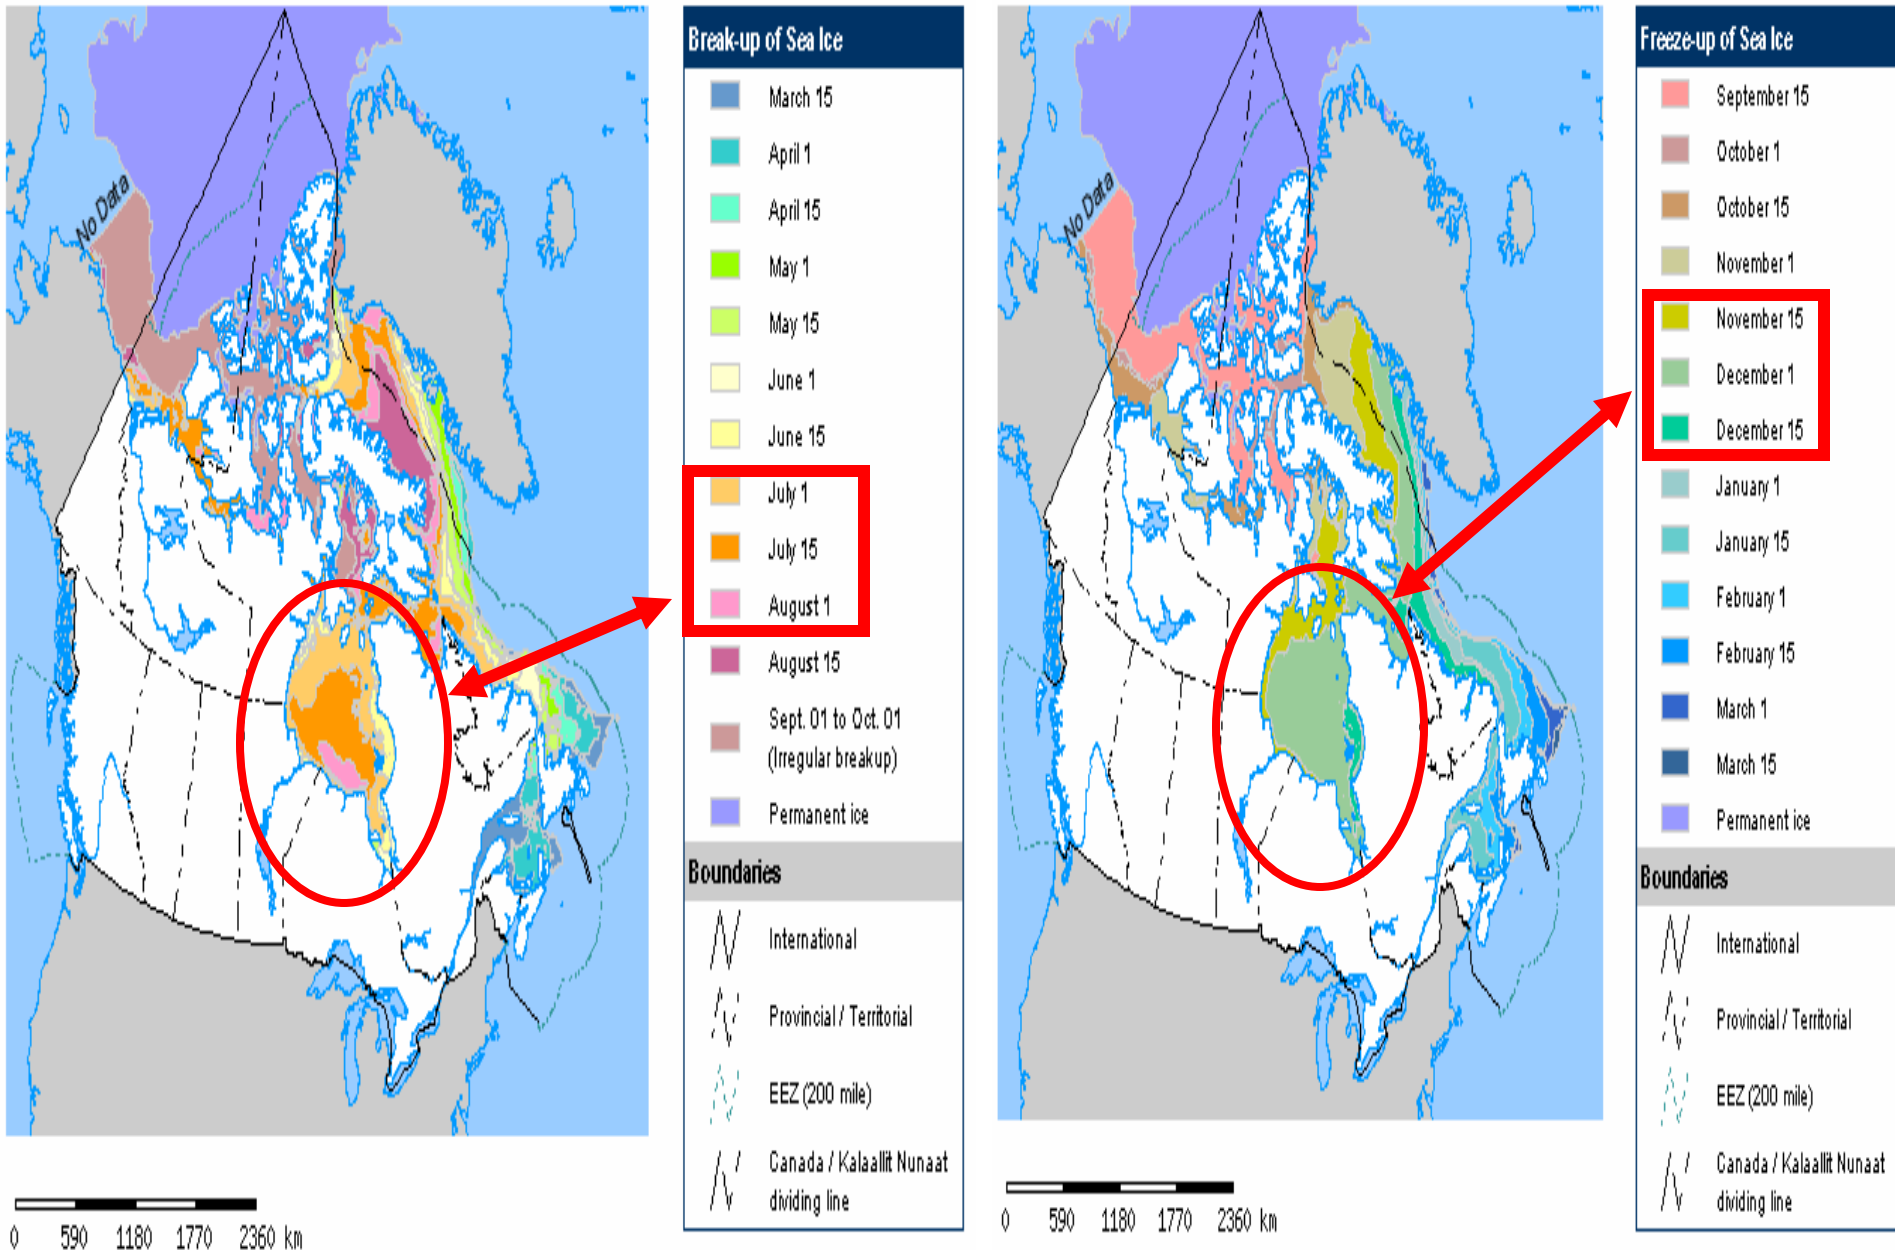 No Data
0 590 1180 1770 2360 km
Break-up of Sea Ice
March 15
April 1
April 15
May 1
May 15
June 1
June 15
July 1
July 15
August 1
August 15
Sept. 01 to Oct. 01
(Irregular breakup)
Permanent ice
Boundaries
International
Provincial / Territorial
EEZ (200 mile)
Canada / Kalaallit Nunaat
dividing line
No Data
0 590 1180 1770 2360 km
Freeze-up of Sea Ice
September 15
October 1
October 15
November 1
November 15
December 1
December 15
January 1
January 15
February 1
February 15
March 1
March 15
Permanent ice
Boundaries
International
Provincial / Territorial
EEZ (200 mile)
Canada / Kalaallit Nunaat
dividing line